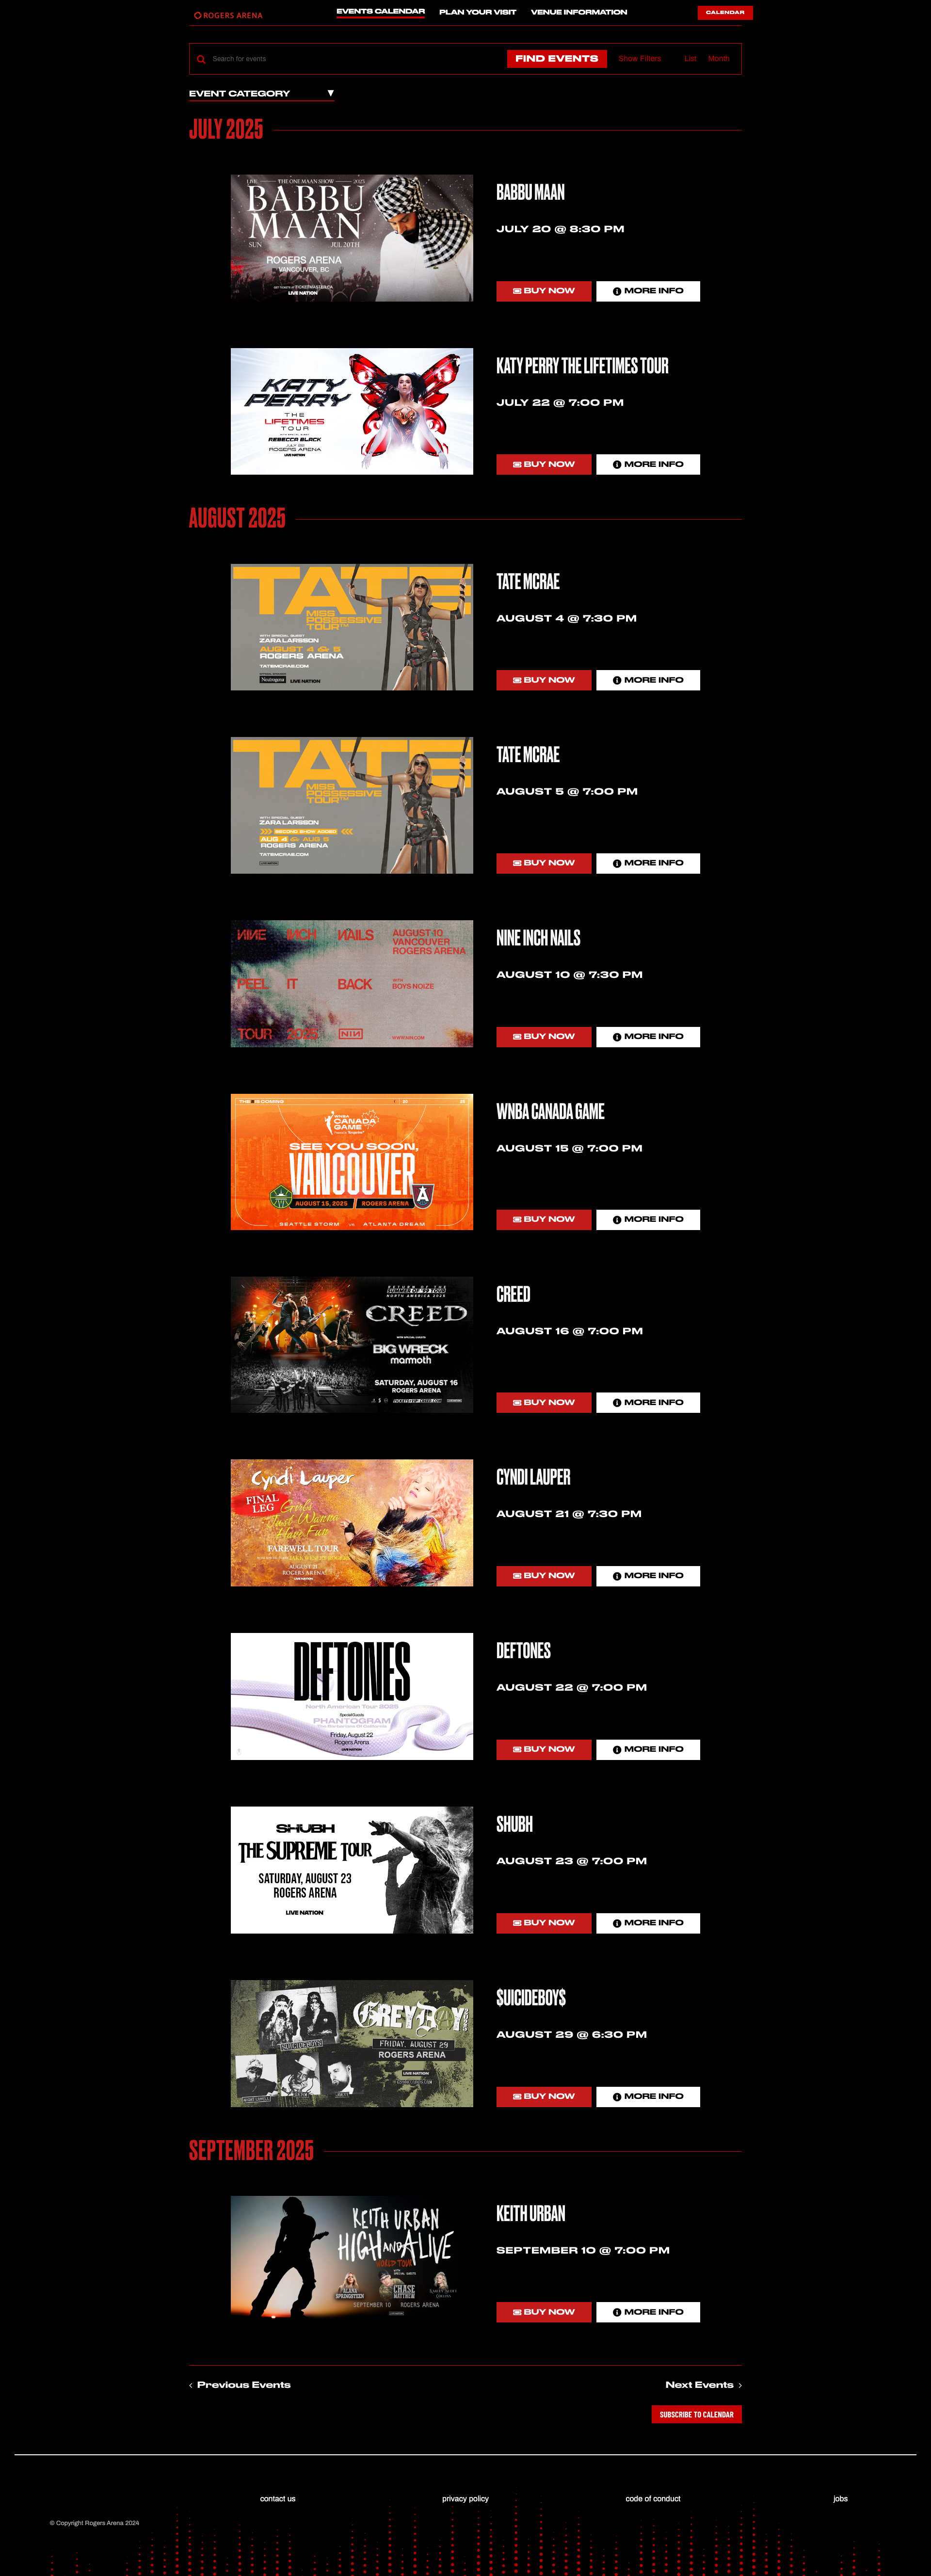 ROGERS ARENA
EVENTS CALENDAR
PLAN YOUR VISIT
VENUE INFORMATION
CALENDAR
Search for events
FIND EVENTS
Show Filters
List
Month
EVENT CATEGORY
JULY 2025
LIVE THE ONE MAAN SHOW 2025
BABBU
MAAN
SUN JUL 20TH
ROGERS ARENA
VANCOUVER, BC
LIVE NATION
BABBU MAAN
JULY 20 @ 8:30 PM
BUY NOW
MORE INFO
KATY
PERRY
THE
LIFETIMES
TOUR
REBECCA BLACK
ROGERS ARENA
LIVE NATION
KATY PERRY THE LIFETIMES TOUR
JULY 22 @ 7:00 PM
BUY NOW
MORE INFO
AUGUST 2025
TATE
MISS
POSSESSIVE
TOUR
WITH SPECIAL GUEST
ZARA LARSSON
AUGUST 4 & 5
ROGERS ARENA
TATEMCRAE.COM
Neutrogena
LIVE NATION
TATE MCRAE
AUGUST 4 @ 7:30 PM
BUY NOW
MORE INFO
TATE
MISS
POSSESSIVE
TOUR
WITH SPECIAL GUEST
ZARA LARSSON
SECOND SHOW ADDED
AUG 4 & AUG 5
ROGERS ARENA
TATEMCRAE.COM
TATE MCRAE
AUGUST 5 @ 7:00 PM
BUY NOW
MORE INFO
NINE INCH NAILS
AUGUST 10
VANCOUVER
ROGERS ARENA
PEEL IT BACK
WITH
BOYS NOIZE
TOUR 2025 NIN
NINE INCH NAILS
AUGUST 10 @ 7:30 PM
BUY NOW
MORE INFO
WNBA
CANADA
GAME
SEE YOU SOON,
VANCOUVER
AUGUST 15, 2025
ROGERS ARENA
SEATTLE STORM VS ATLANTA DREAM
WNBA CANADA GAME
AUGUST 15 @ 7:00 PM
BUY NOW
MORE INFO
RETURN OF THE
SUMMER OF '99 TOUR
NORTH AMERICA 2025
CREED
WITH SPECIAL GUESTS
BIG WRECK
mammoth
SATURDAY, AUGUST 16
ROGERS ARENA
CREED
AUGUST 16 @ 7:00 PM
BUY NOW
MORE INFO
Cyndi Lauper
FINAL
LEG
Girls
Just Wanna
Have Fun
FAREWELL TOUR
AUGUST 21
ROGERS ARENA
CYNDI LAUPER
AUGUST 21 @ 7:30 PM
BUY NOW
MORE INFO
DEFTONES
North American Tour 2025
Special Guests
PHANTOGRAM
Friday, August 22
Rogers Arena
LIVE NATION
DEFTONES
AUGUST 22 @ 7:00 PM
BUY NOW
MORE INFO
SHUBH
THE SUPREME TOUR
SATURDAY, AUGUST 23
ROGERS ARENA
LIVE NATION
SHUBH
AUGUST 23 @ 7:00 PM
BUY NOW
MORE INFO
GREYDAY
2025
$UICIDEBOY$
FRIDAY, AUGUST 29
ROGERS ARENA
LIVE NATION
$UICIDEBOY$
AUGUST 29 @ 6:30 PM
BUY NOW
MORE INFO
SEPTEMBER 2025
KEITH URBAN
HIGH AND ALIVE
WORLD TOUR
WITH
SPECIAL GUESTS
ALANA
SPRINGSTEEN
CHASE
MATTHEW
SEPTEMBER 10 ROGERS ARENA
KEITH URBAN
SEPTEMBER 10 @ 7:00 PM
BUY NOW
MORE INFO
‹ Previous Events
Next Events ›
SUBSCRIBE TO CALENDAR
contact us
privacy policy
code of conduct
jobs
© Copyright Rogers Arena 2024